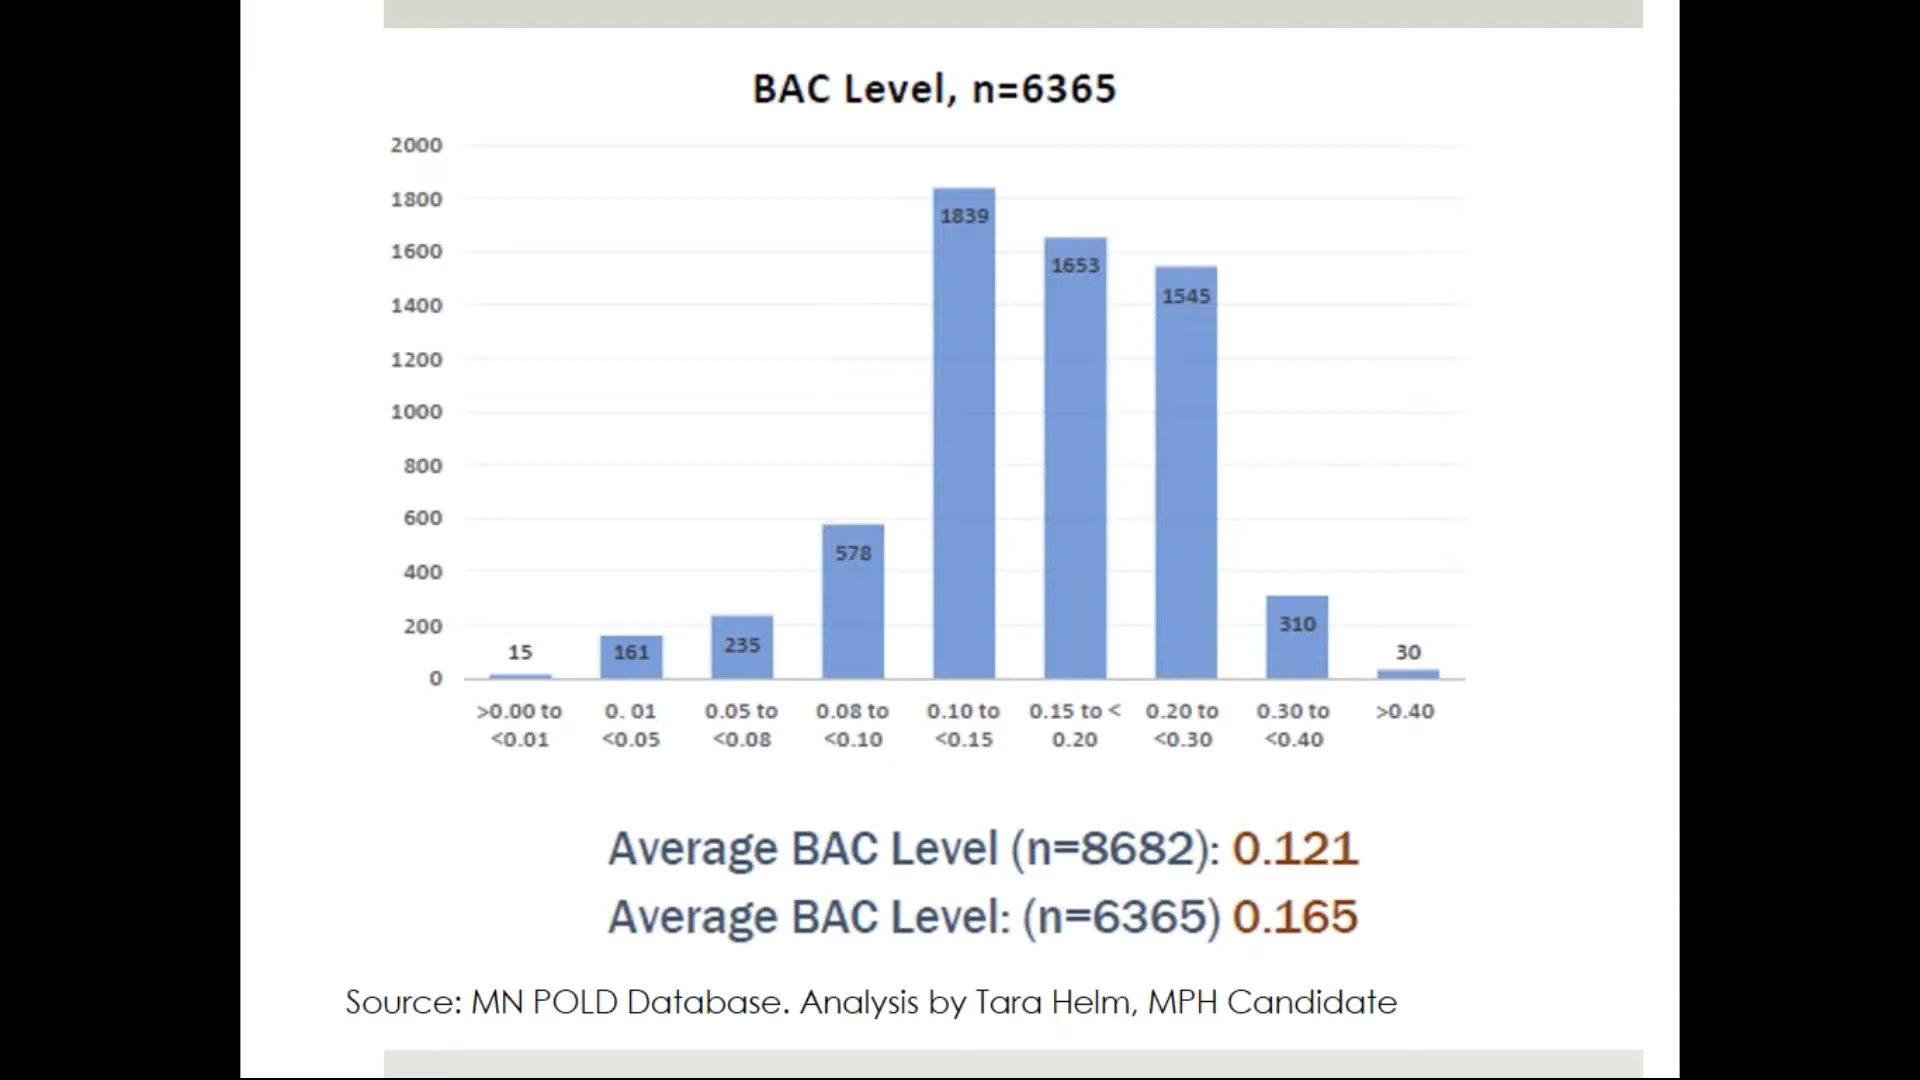 BAC Level, n=6365
2000
1800
1600
1400
1200
1000
800
600
400
200
0
15
161
235
578
1839
1653
1545
310
30
>0.00 to
<0.01
0. 01
<0.05
0.05 to
<0.08
0.08 to
<0.10
0.10 to
<0.15
0.15 to <
0.20
0.20 to
<0.30
0.30 to
<0.40
>0.40
Average BAC Level (n=8682): 0.121
Average BAC Level: (n=6365) 0.165
Source: MN POLD Database. Analysis by Tara Helm, MPH Candidate